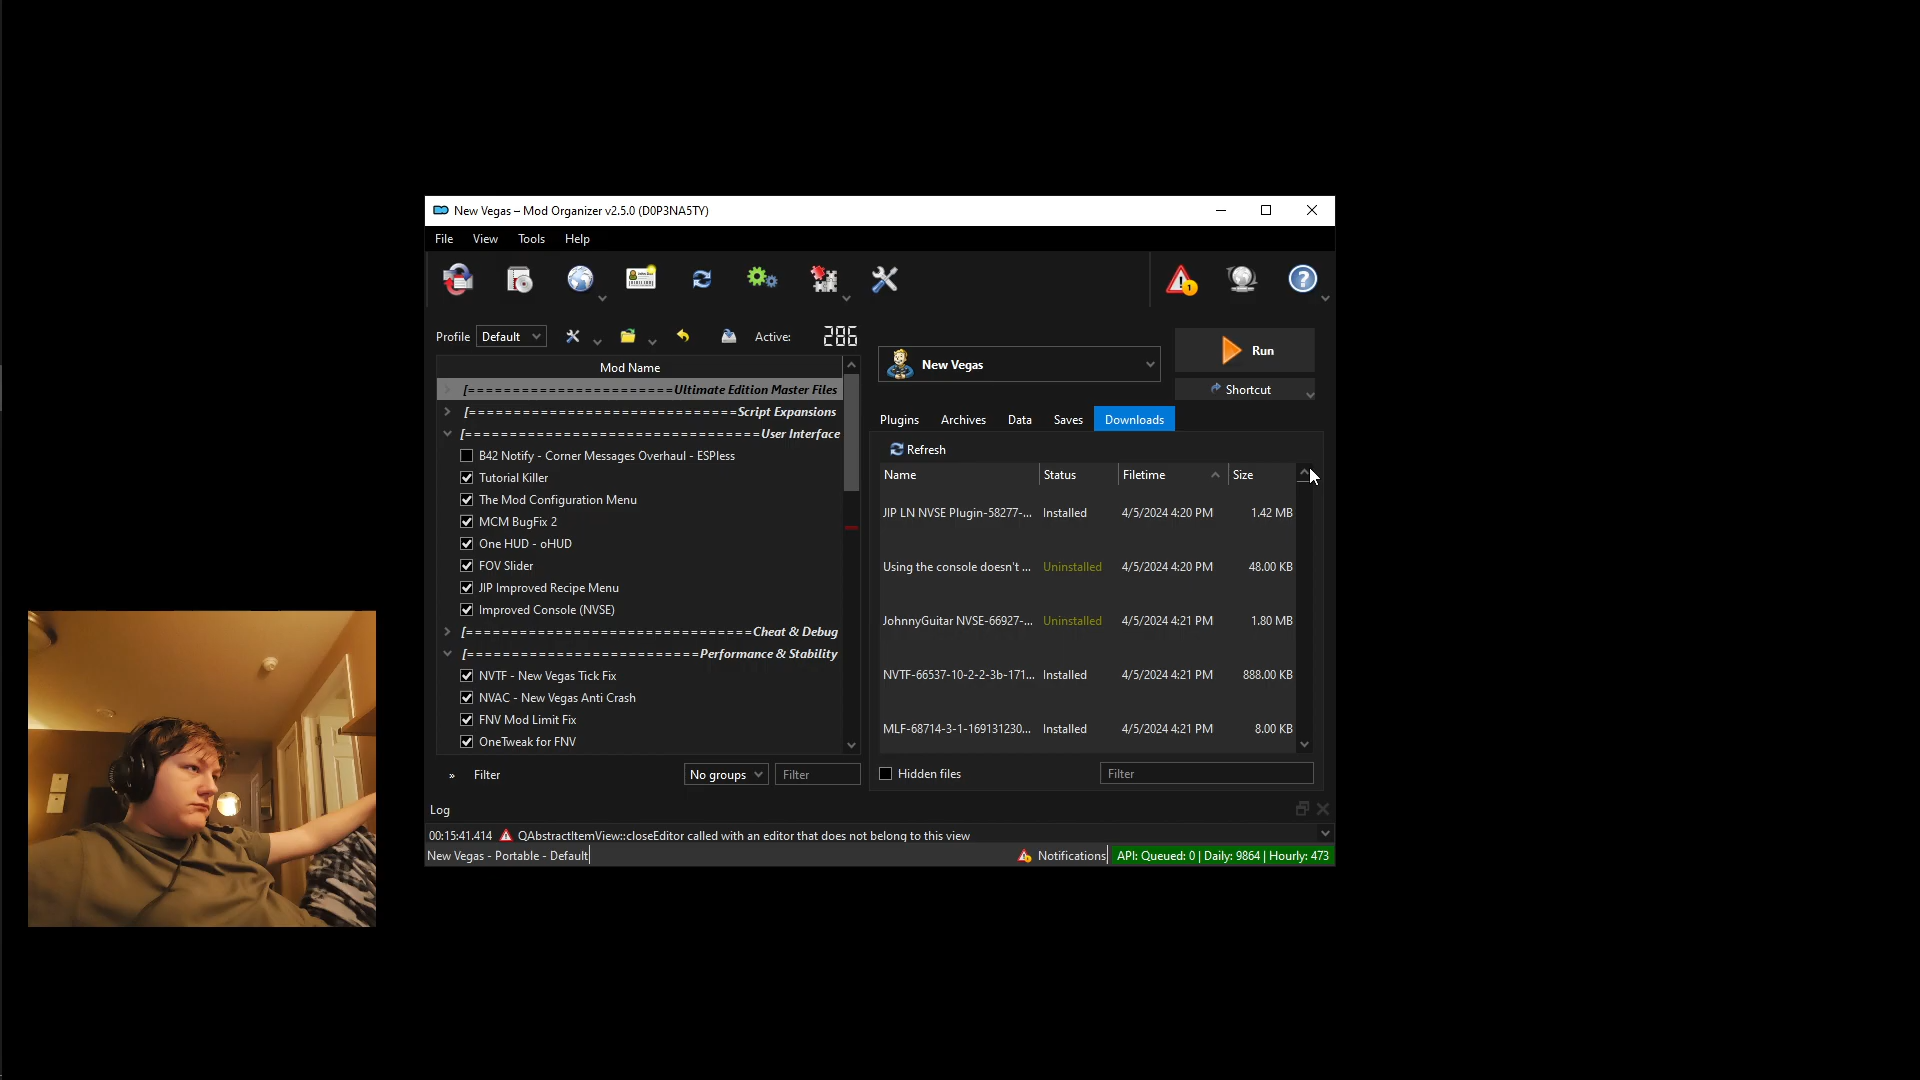 New Vegas – Mod Organizer v2.5.0 (D0P3NA5TY)
File View Tools Help
1
Profile Default Active: 286
New Vegas
Run
Shortcut
Mod Name
[=======================Ultimate Edition Master Files
[==============================Script Expansions
[=================================User Interface
B42 Notify - Corner Messages Overhaul - ESPless
Tutorial Killer
The Mod Configuration Menu
MCM BugFix 2
One HUD - oHUD
FOV Slider
JIP Improved Recipe Menu
Improved Console (NVSE)
[================================Cheat & Debug
[==========================Performance & Stability
NVTF - New Vegas Tick Fix
NVAC - New Vegas Anti Crash
FNV Mod Limit Fix
OneTweak for FNV
» Filter No groups Filter
Plugins Archives Data Saves Downloads
Refresh
Name Status Filetime Size
JIP LN NVSE Plugin-58277-... Installed 4/5/2024 4:20 PM 1.42 MB
Using the console doesn't ... Uninstalled 4/5/2024 4:20 PM 48.00 KB
JohnnyGuitar NVSE-66927-... Uninstalled 4/5/2024 4:21 PM 1.80 MB
NVTF-66537-10-2-2-3b-171... Installed 4/5/2024 4:21 PM 888.00 KB
MLF-68714-3-1-169131230... Installed 4/5/2024 4:21 PM 8.00 KB
Hidden files Filter
Log
00:15:41.414 QAbstractItemView::closeEditor called with an editor that does not belong to this view
New Vegas - Portable - Default Notifications API: Queued: 0 | Daily: 9864 | Hourly: 473